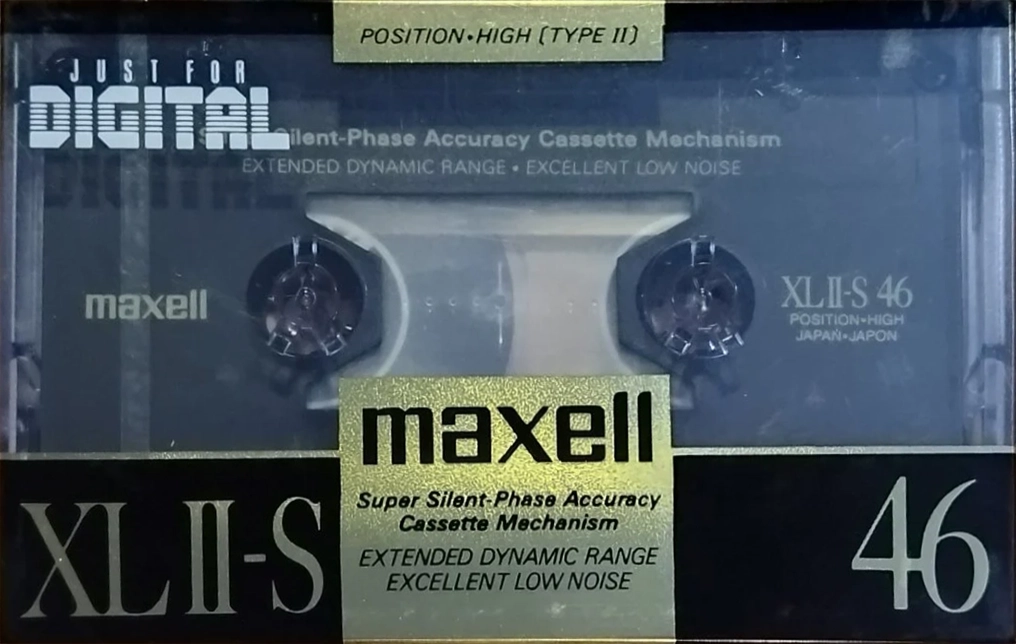 POSITION•HIGH (TYPE II)
JUST FOR
DIGITAL
Silent-Phase Accuracy Cassette Mechanism
EXTENDED DYNAMIC RANGE • EXCELLENT LOW NOISE
maxell
XL II-S 46
POSITION•HIGH
JAPAN•JAPON
maxell
Super Silent-Phase Accuracy
Cassette Mechanism
EXTENDED DYNAMIC RANGE
EXCELLENT LOW NOISE
XL II-S
46